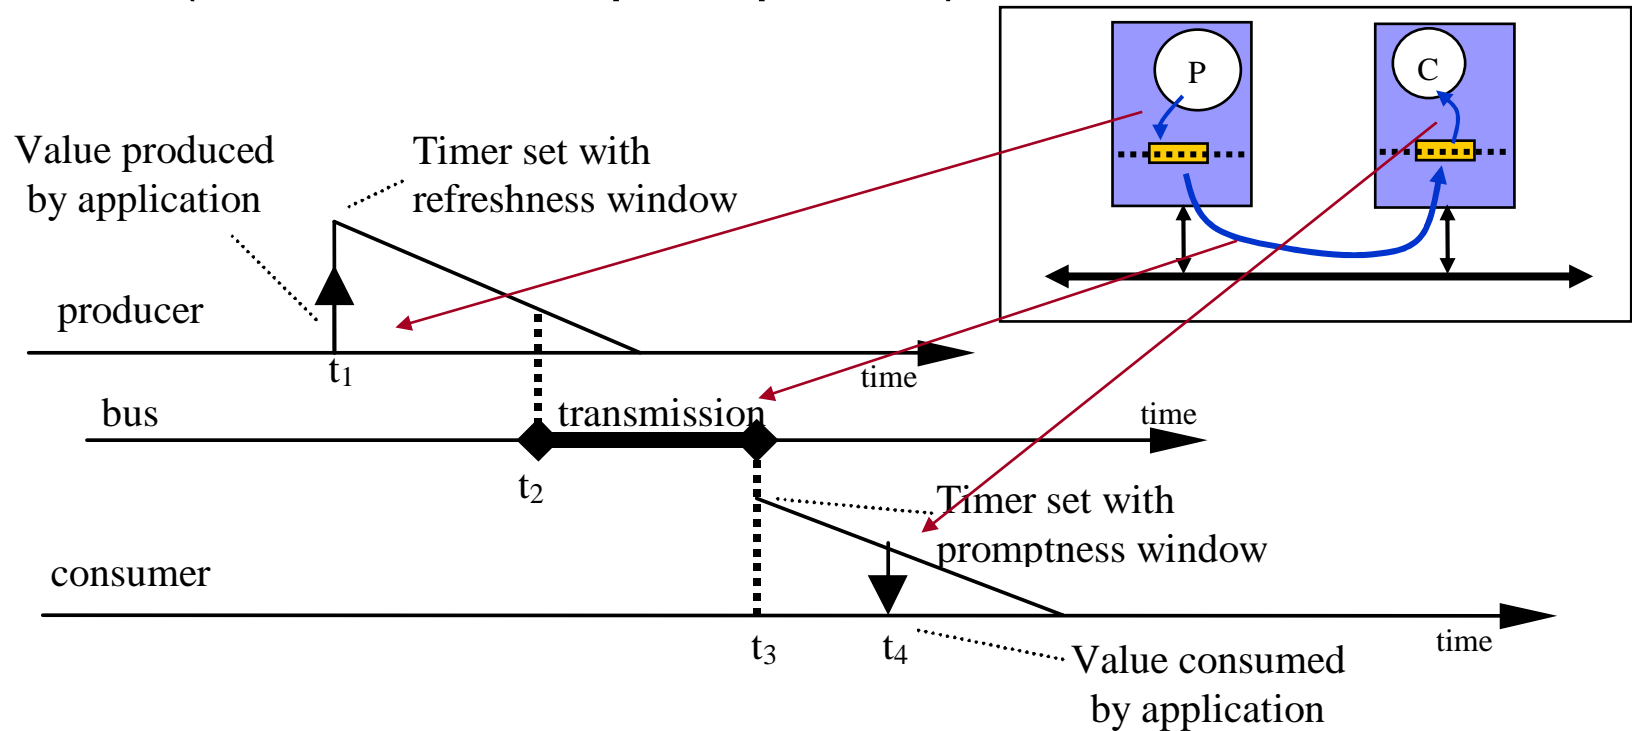 P
C
Value produced
by application
Timer set with
refreshness window
producer
t₁
time
bus
transmission
time
t₂
Timer set with
promptness window
consumer
t₃
t₄
time
Value consumed
by application